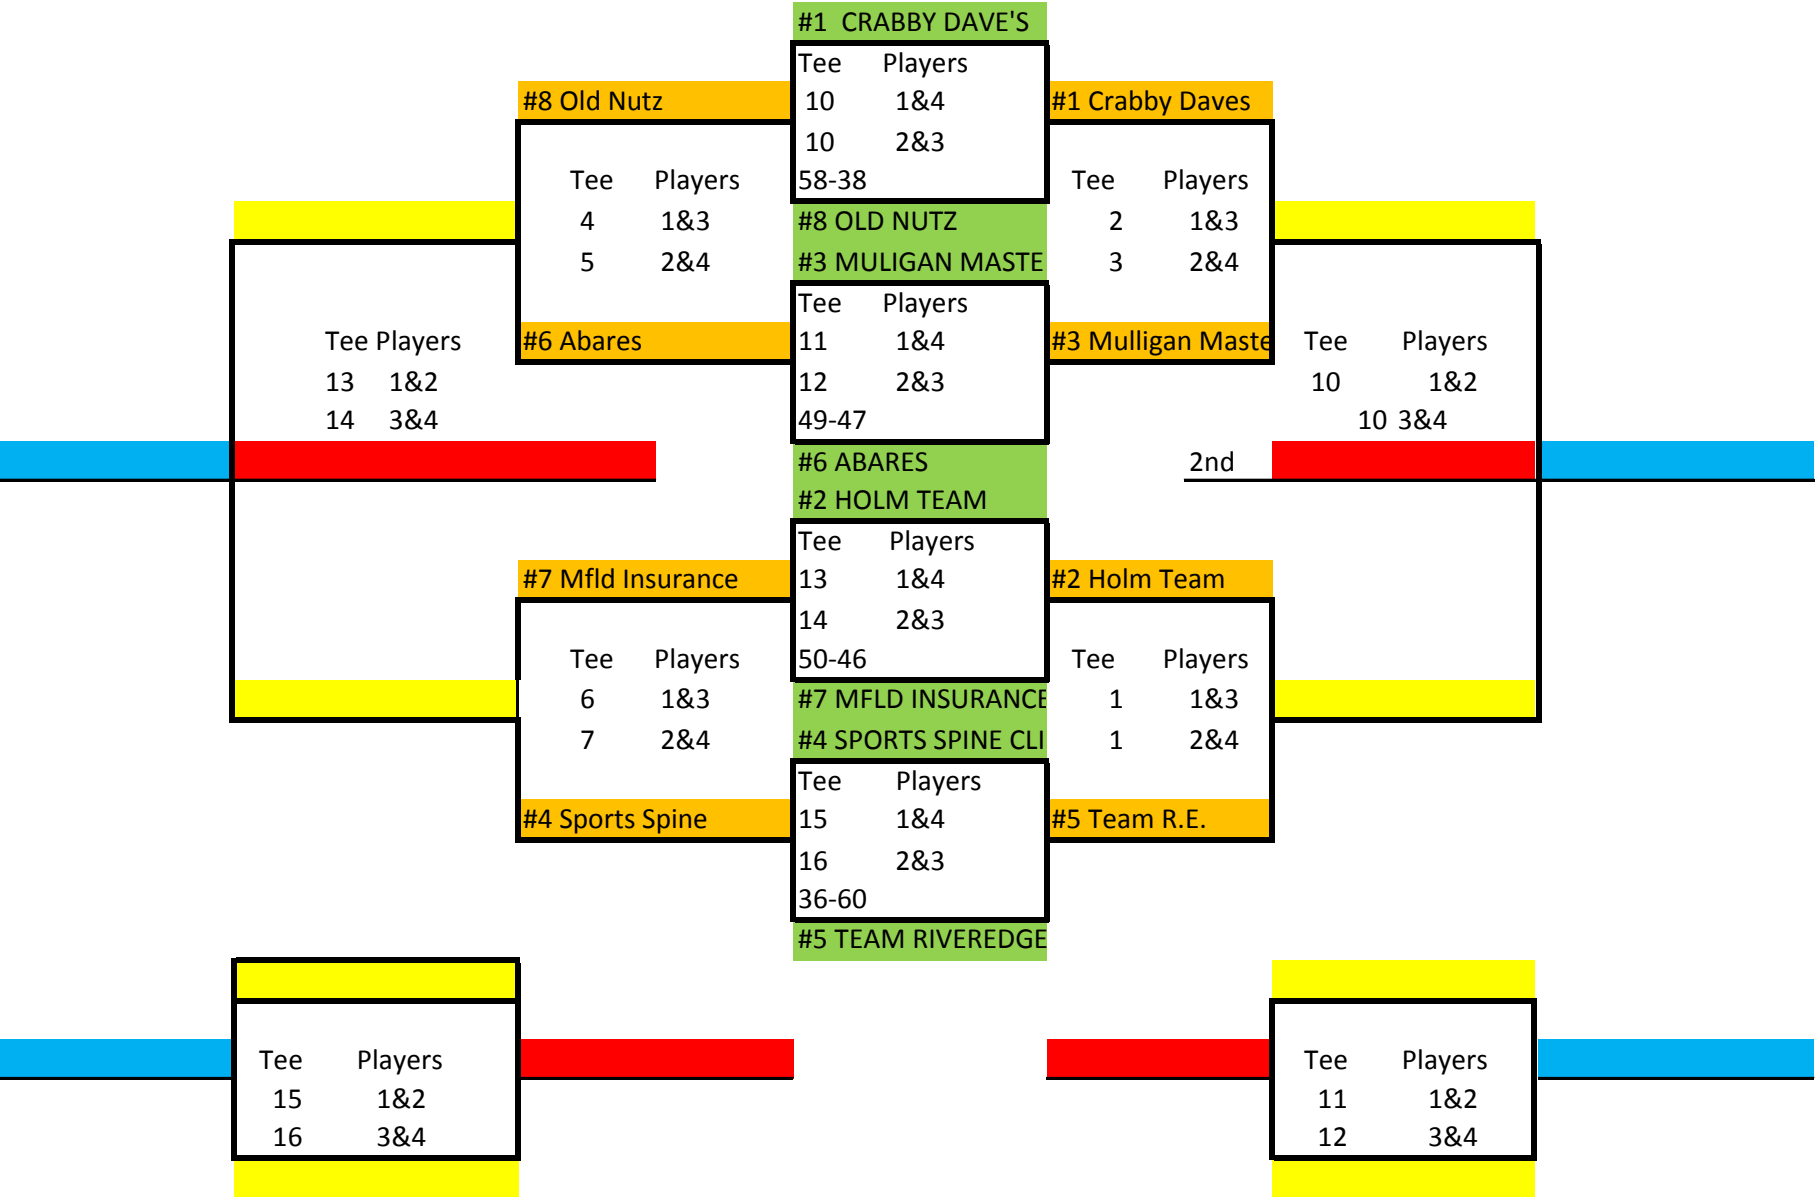 #1  CRABBY DAVE'S
Tee Players
#8 Old Nutz 10 1&4 #1 Crabby Daves
10 2&3
Tee Players 58-38 Tee Players
4 1&3 #8 OLD NUTZ 2 1&3
5 2&4 #3 MULIGAN MASTE 3 2&4
Tee Players
Tee Players #6 Abares 11 1&4 #3 Mulligan Maste Tee Players
13 1&2 12 2&3 10 1&2
14 3&4 49-47 10 3&4
#6 ABARES 2nd
#2 HOLM TEAM
Tee Players
#7 Mfld Insurance 13 1&4 #2 Holm Team
14 2&3
Tee Players 50-46 Tee Players
6 1&3 #7 MFLD INSURANCE 1 1&3
7 2&4 #4 SPORTS SPINE CLI 1 2&4
Tee Players
#4 Sports Spine 15 1&4 #5 Team R.E.
16 2&3
36-60
#5 TEAM RIVEREDGE
Tee Players Tee Players
15 1&2 11 1&2
16 3&4 12 3&4